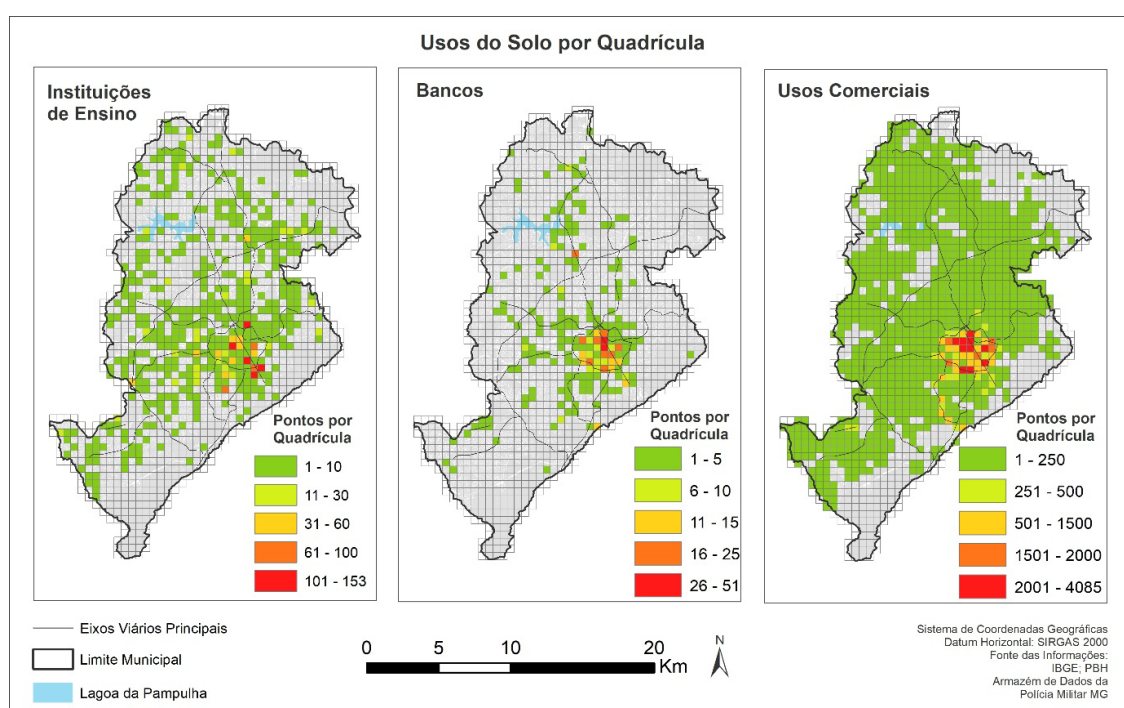 Usos do Solo por Quadrícula
Instituições
de Ensino
Pontos por
Quadrícula
1 - 10
11 - 30
31 - 60
61 - 100
101 - 153
Bancos
Pontos por
Quadrícula
1 - 5
6 - 10
11 - 15
16 - 25
26 - 51
Usos Comerciais
Pontos por
Quadrícula
1 - 250
251 - 500
501 - 1500
1501 - 2000
2001 - 4085
Eixos Viários Principais
Limite Municipal
Lagoa da Pampulha
0 5 10 20
Km
N
Sistema de Coordenadas Geográficas
Datum Horizontal: SIRGAS 2000
Fonte das Informações:
IBGE; PBH
Armazém de Dados da
Polícia Militar MG